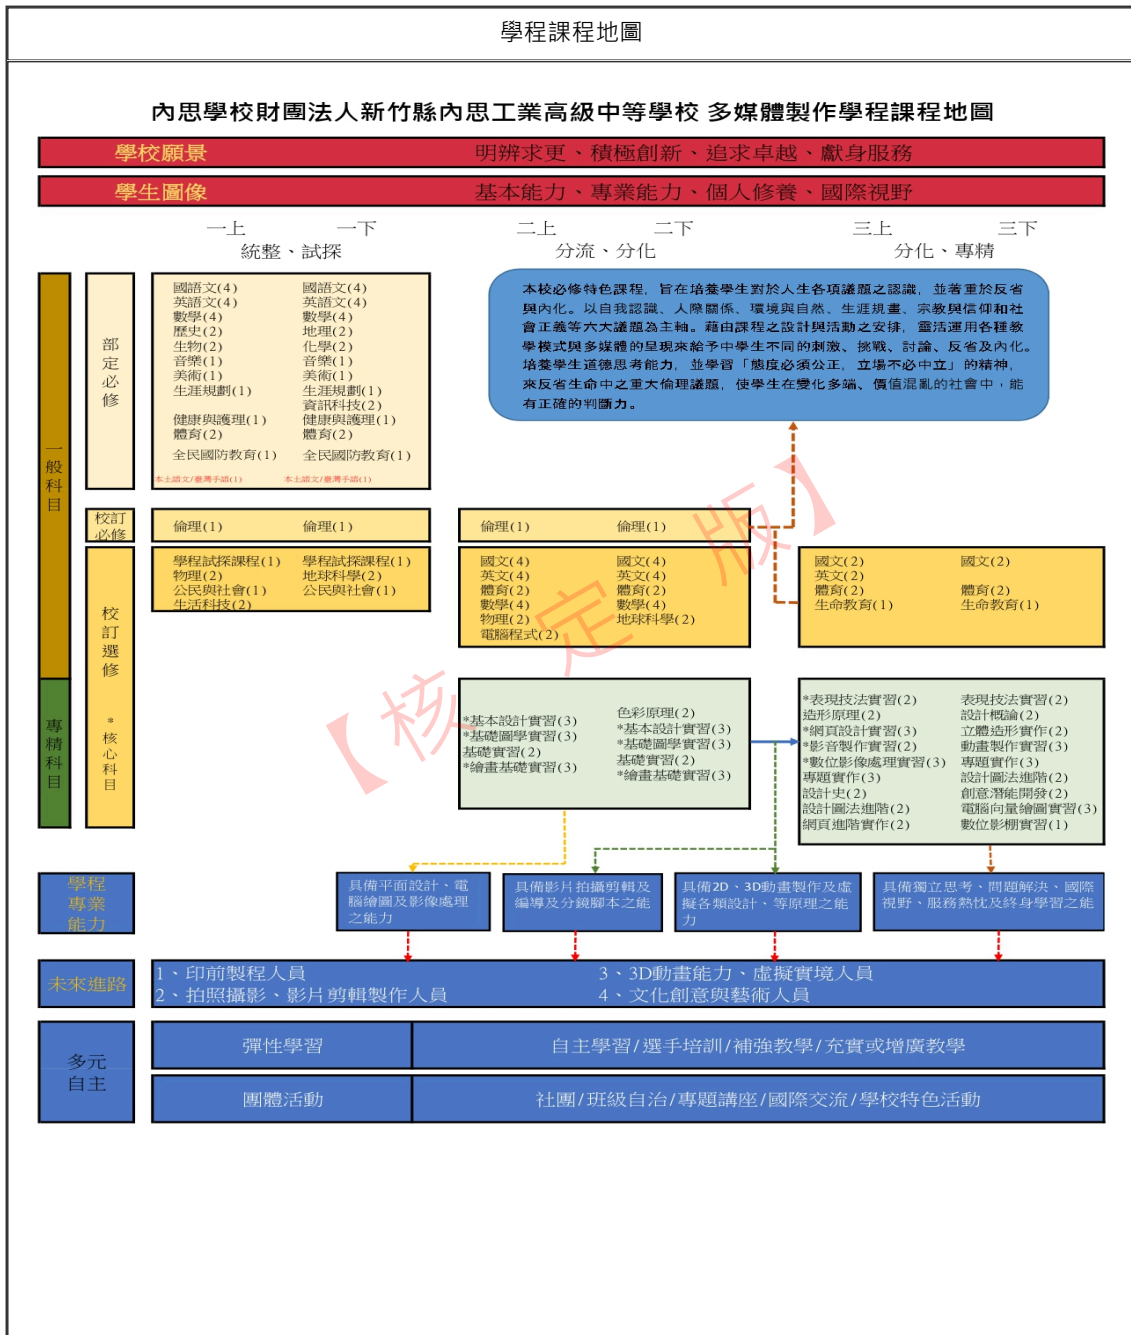 學程課程地圖
內思學校財團法人新竹縣內思工業高級中等學校 多媒體製作學程課程地圖
學校願景 明辨求更、積極創新、追求卓越、獻身服務
學生圖像 基本能力、專業能力、個人修養、國際視野
一上 一下 二上 二下 三上 三下
統整、試探 分流、分化 分化、專精
一般科目
部定必修
國語文(4) 國語文(4)
英語文(4) 英語文(4)
數學(4) 數學(4)
歷史(2) 地理(2)
生物(2) 化學(2)
音樂(1) 音樂(1)
美術(1) 美術(1)
生涯規劃(1) 生涯規劃(1)
資訊科技(2)
健康與護理(1) 健康與護理(1)
體育(2) 體育(2)
全民國防教育(1) 全民國防教育(1)
本土語文/臺灣手語(1) 本土語文/臺灣手語(1)
本校必修特色課程，旨在培養學生對於人生各項議題之認識，並著重於反省
與內化。以自我認識、人際關係、環境與自然、生涯規畫、宗教與信仰和社
會正義等六大議題為主軸。藉由課程之設計與活動之安排，靈活運用各種教
學模式與多媒體的呈現來給予中學生不同的刺激、挑戰、討論、反省及內化。
培養學生道德思考能力，並學習「態度必須公正，立場不必中立」的精神，
來反省生命中之重大倫理議題，使學生在變化多端、價值混亂的社會中，能
有正確的判斷力。
校訂
必修
倫理(1) 倫理(1) 倫理(1) 倫理(1)
校訂選修
*核心科目
學程試探課程(1) 學程試探課程(1)
物理(2) 地球科學(2)
公民與社會(1) 公民與社會(1)
生活科技(2)
國文(4) 國文(4)
英文(4) 英文(4)
體育(2) 體育(2)
數學(4) 數學(4)
物理(2) 地球科學(2)
電腦程式(2)
國文(2) 國文(2)
英文(2)
體育(2) 體育(2)
生命教育(1) 生命教育(1)
專精科目
*基本設計實習(3)
*基礎圖學實習(3)
基礎實習(2)
*繪畫基礎實習(3)
色彩原理(2)
*基本設計實習(3)
*基礎圖學實習(3)
基礎實習(2)
*繪畫基礎實習(3)
*表現技法實習(2) 表現技法實習(2)
造形原理(2) 設計概論(2)
*網頁設計實習(3) 立體造形實作(2)
*影音製作實習(2) 動畫製作實習(3)
*數位影像處理實習(3) 專題實作(3)
專題實作(3) 設計圖法進階(2)
設計史(2) 創意潛能開發(2)
設計圖法進階(2) 電腦向量繪圖實習(3)
網頁進階實作(2) 數位影棚實習(1)
【核定版】
學程
專業
能力
具備平面設計、電
腦繪圖及影像處理
之能力
具備影片拍攝剪輯及
編導及分鏡腳本之能
具備2D、3D動畫製作及虛
擬各類設計、等原理之能
力
具備獨立思考、問題解決、國際
視野、服務熱忱及終身學習之能
未來進路
1、印前製程人員 3、3D動畫能力、虛擬實境人員
2、拍照攝影、影片剪輯製作人員 4、文化創意與藝術人員
多元
自主
彈性學習 自主學習/選手培訓/補強教學/充實或增廣教學
團體活動 社團/班級自治/專題講座/國際交流/學校特色活動